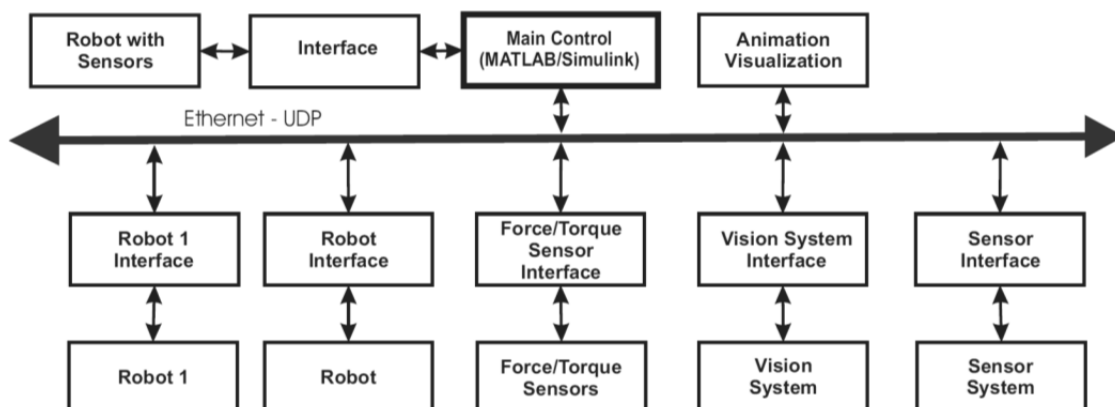 Robot with
Sensors
Interface
Main Control
(MATLAB/Simulink)
Animation
Visualization
Ethernet - UDP
Robot 1
Interface
Robot
Interface
Force/Torque
Sensor
Interface
Vision System
Interface
Sensor
Interface
Robot 1
Robot
Force/Torque
Sensors
Vision
System
Sensor
System